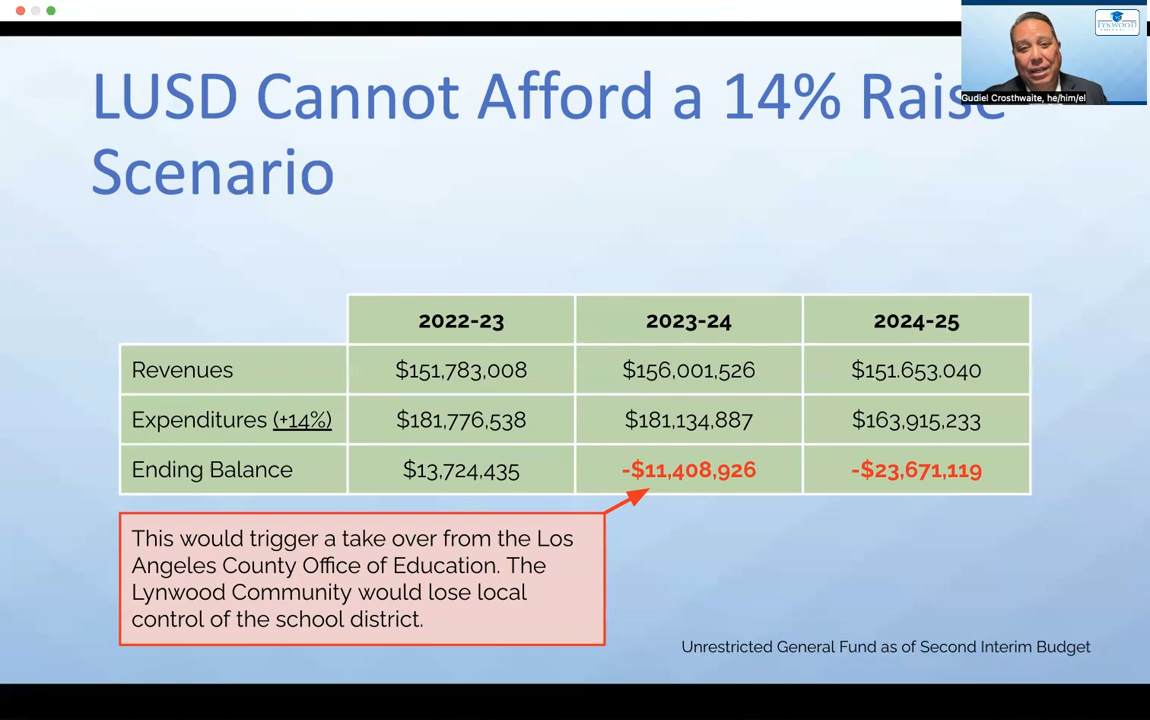 LYNWOOD
Gudiel Crosthwaite, he/him/el
LUSD Cannot Afford a 14% Raise
Scenario
2022-23 2023-24 2024-25
Revenues $151,783,008 $156,001,526 $151.653.040
Expenditures (+14%) $181,776,538 $181,134,887 $163,915,233
Ending Balance $13,724,435 -$11,408,926 -$23,671,119
This would trigger a take over from the Los
Angeles County Office of Education. The
Lynwood Community would lose local
control of the school district.
Unrestricted General Fund as of Second Interim Budget